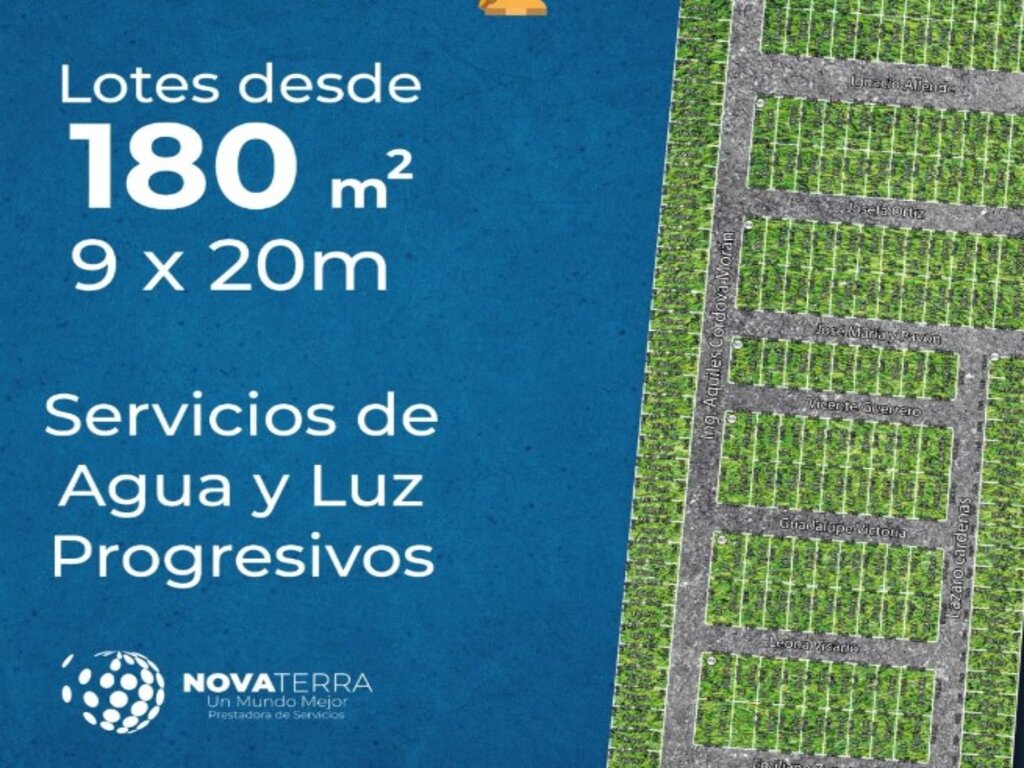 Lotes desde
180 m²
9 x 20m
Servicios de
Agua y Luz
Progresivos
NOVATERRA
Un Mundo Mejor
Prestadora de Servicios
Ignacio Allende
Josefa Ortiz
Ing. Aquiles Cordova Morán
José María y Pavón
Vicente Guerrero
Guadalupe Victoria
Lázaro Cárdenas
Leona Vicario